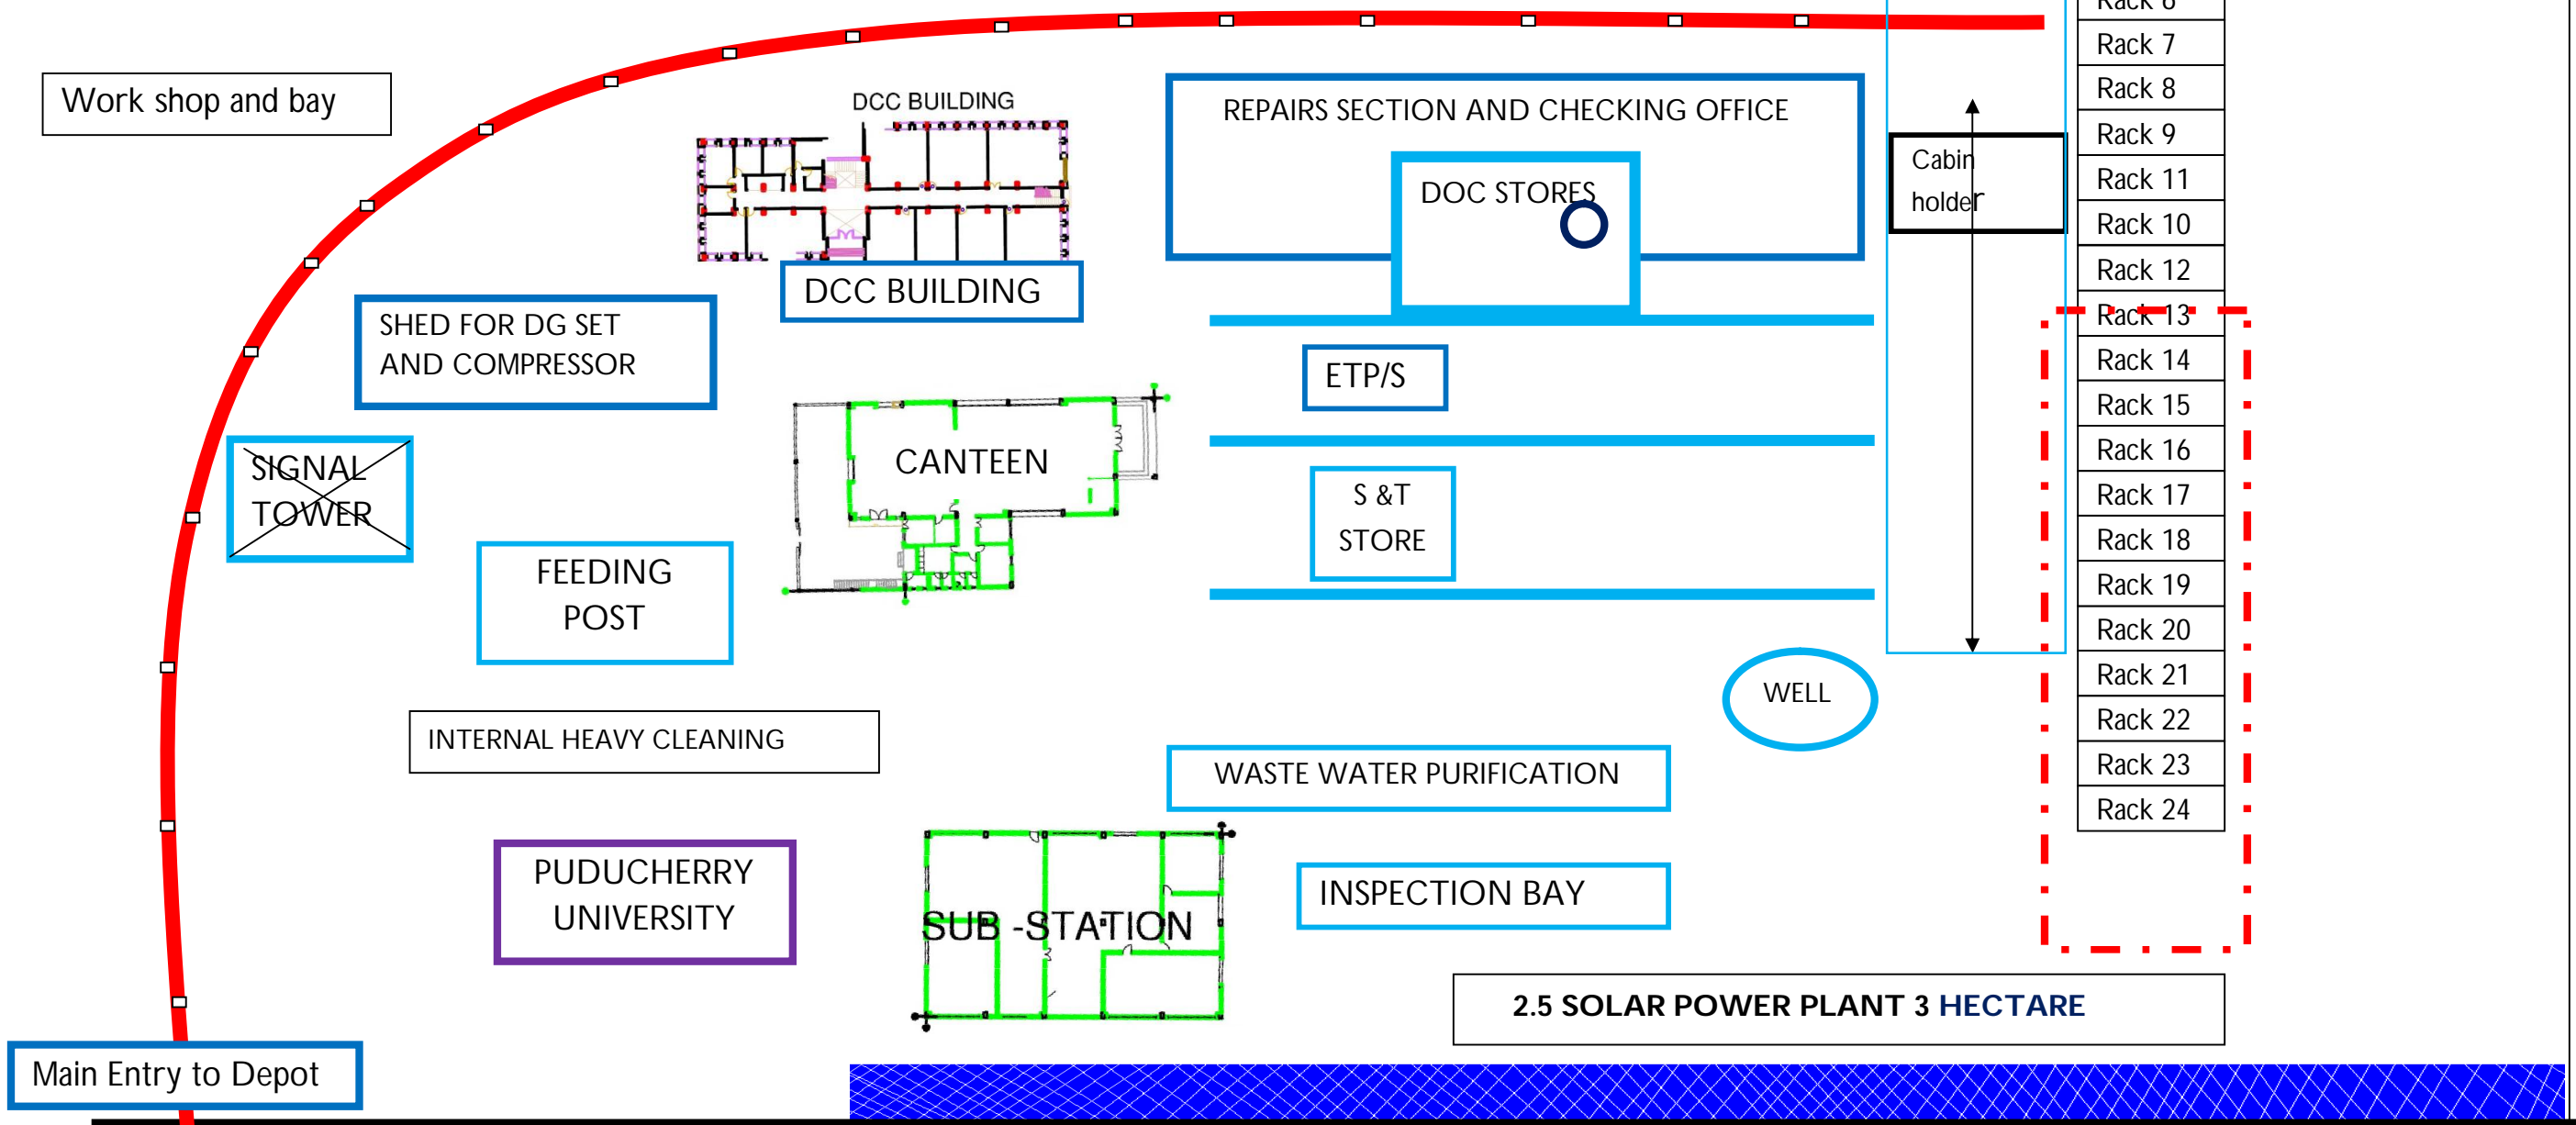 Rack 6
Rack 7
Work shop and bay
DCC BUILDING
REPAIRS SECTION AND CHECKING OFFICE
Rack 8
Rack 9
Cabin
holder
Rack 11
DOC STORES
Rack 10
Rack 12
DCC BUILDING
Rack 13
SHED FOR DG SET
AND COMPRESSOR
Rack 14
ETP/S
Rack 15
Rack 16
CANTEEN
SIGNAL
TOWER
Rack 17
S &T
STORE
Rack 18
FEEDING
POST
Rack 19
Rack 20
Rack 21
WELL
Rack 22
INTERNAL HEAVY CLEANING
Rack 23
WASTE WATER PURIFICATION
Rack 24
PUDUCHERRY
UNIVERSITY
INSPECTION BAY
SUB -STATION
2.5 SOLAR POWER PLANT 3 HECTARE
Main Entry to Depot